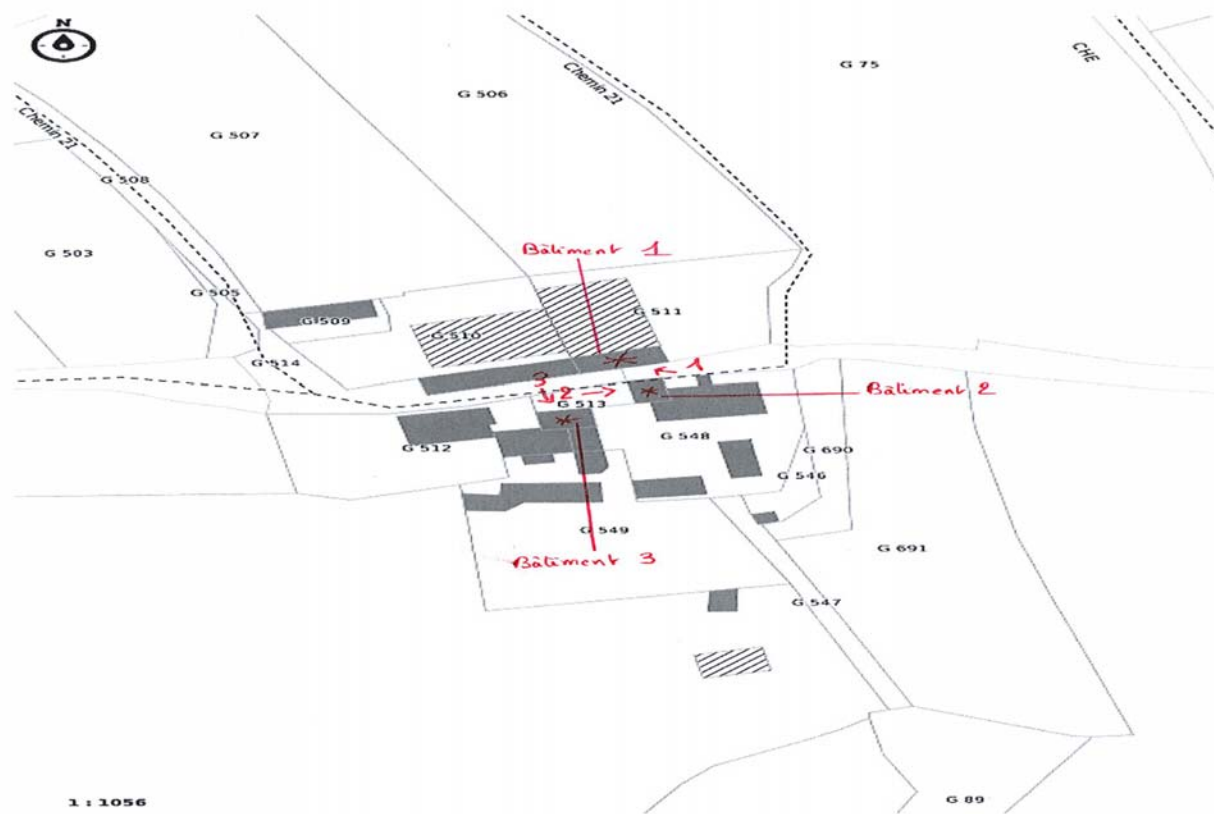 N
CHE
G 75
Chemin 21
G 506
Chemin 21
G 507
G 508
G 503
Bâtiment 1
G 505
G 511
G 509
G 510
G 514
1
3
2
Bâtiment 2
G 513
G 512
G 548
G 690
G 546
G 549
G 691
Bâtiment 3
G 547
1 : 1056
G 89